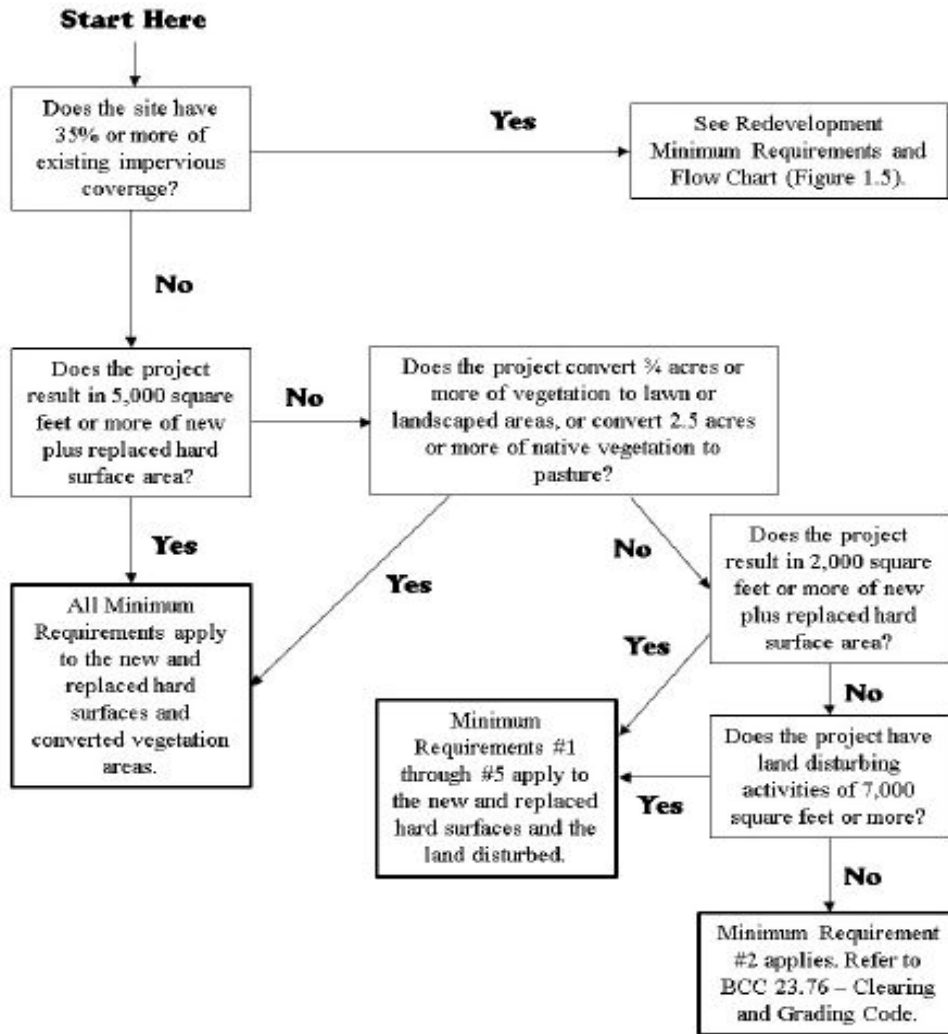 Start Here
Does the site have
35% or more of
existing impervious
coverage?
Yes
See Redevelopment
Minimum Requirements and
Flow Chart (Figure 1.5).
No
Does the project
result in 5,000 square
feet or more of new
plus replaced hard
surface area?
No
Does the project convert ¾ acres or
more of vegetation to lawn or
landscaped areas, or convert 2.5 acres
or more of native vegetation to
pasture?
Yes
All Minimum
Requirements apply
to the new and
replaced hard
surfaces and
converted vegetation
areas.
Yes
No
Does the project
result in 2,000 square
feet or more of new
plus replaced hard
surface area?
Yes
No
Minimum
Requirements #1
through #5 apply to
the new and replaced
hard surfaces and the
land disturbed.
Yes
Does the project have
land disturbing
activities of 7,000
square feet or more?
No
Minimum Requirement
#2 applies. Refer to
BCC 23.76 – Clearing
and Grading Code.